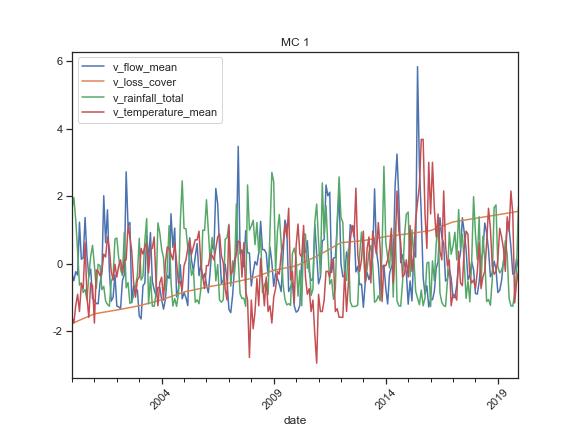 MC 1
v_flow_mean
v_loss_cover
v_rainfall_total
v_temperature_mean
6
4
2
0
-2
2004
2009
2014
2019
date